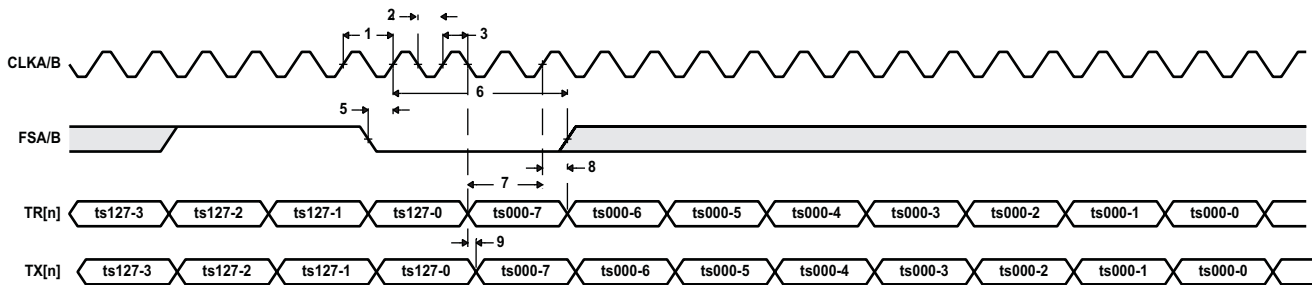 2
1
3
CLKA/B
6
5
FSA/B
8
7
TR[n] ts127-3 ts127-2 ts127-1 ts127-0 ts000-7 ts000-6 ts000-5 ts000-4 ts000-3 ts000-2 ts000-1 ts000-0
9
TX[n] ts127-3 ts127-2 ts127-1 ts127-0 ts000-7 ts000-6 ts000-5 ts000-4 ts000-3 ts000-2 ts000-1 ts000-0